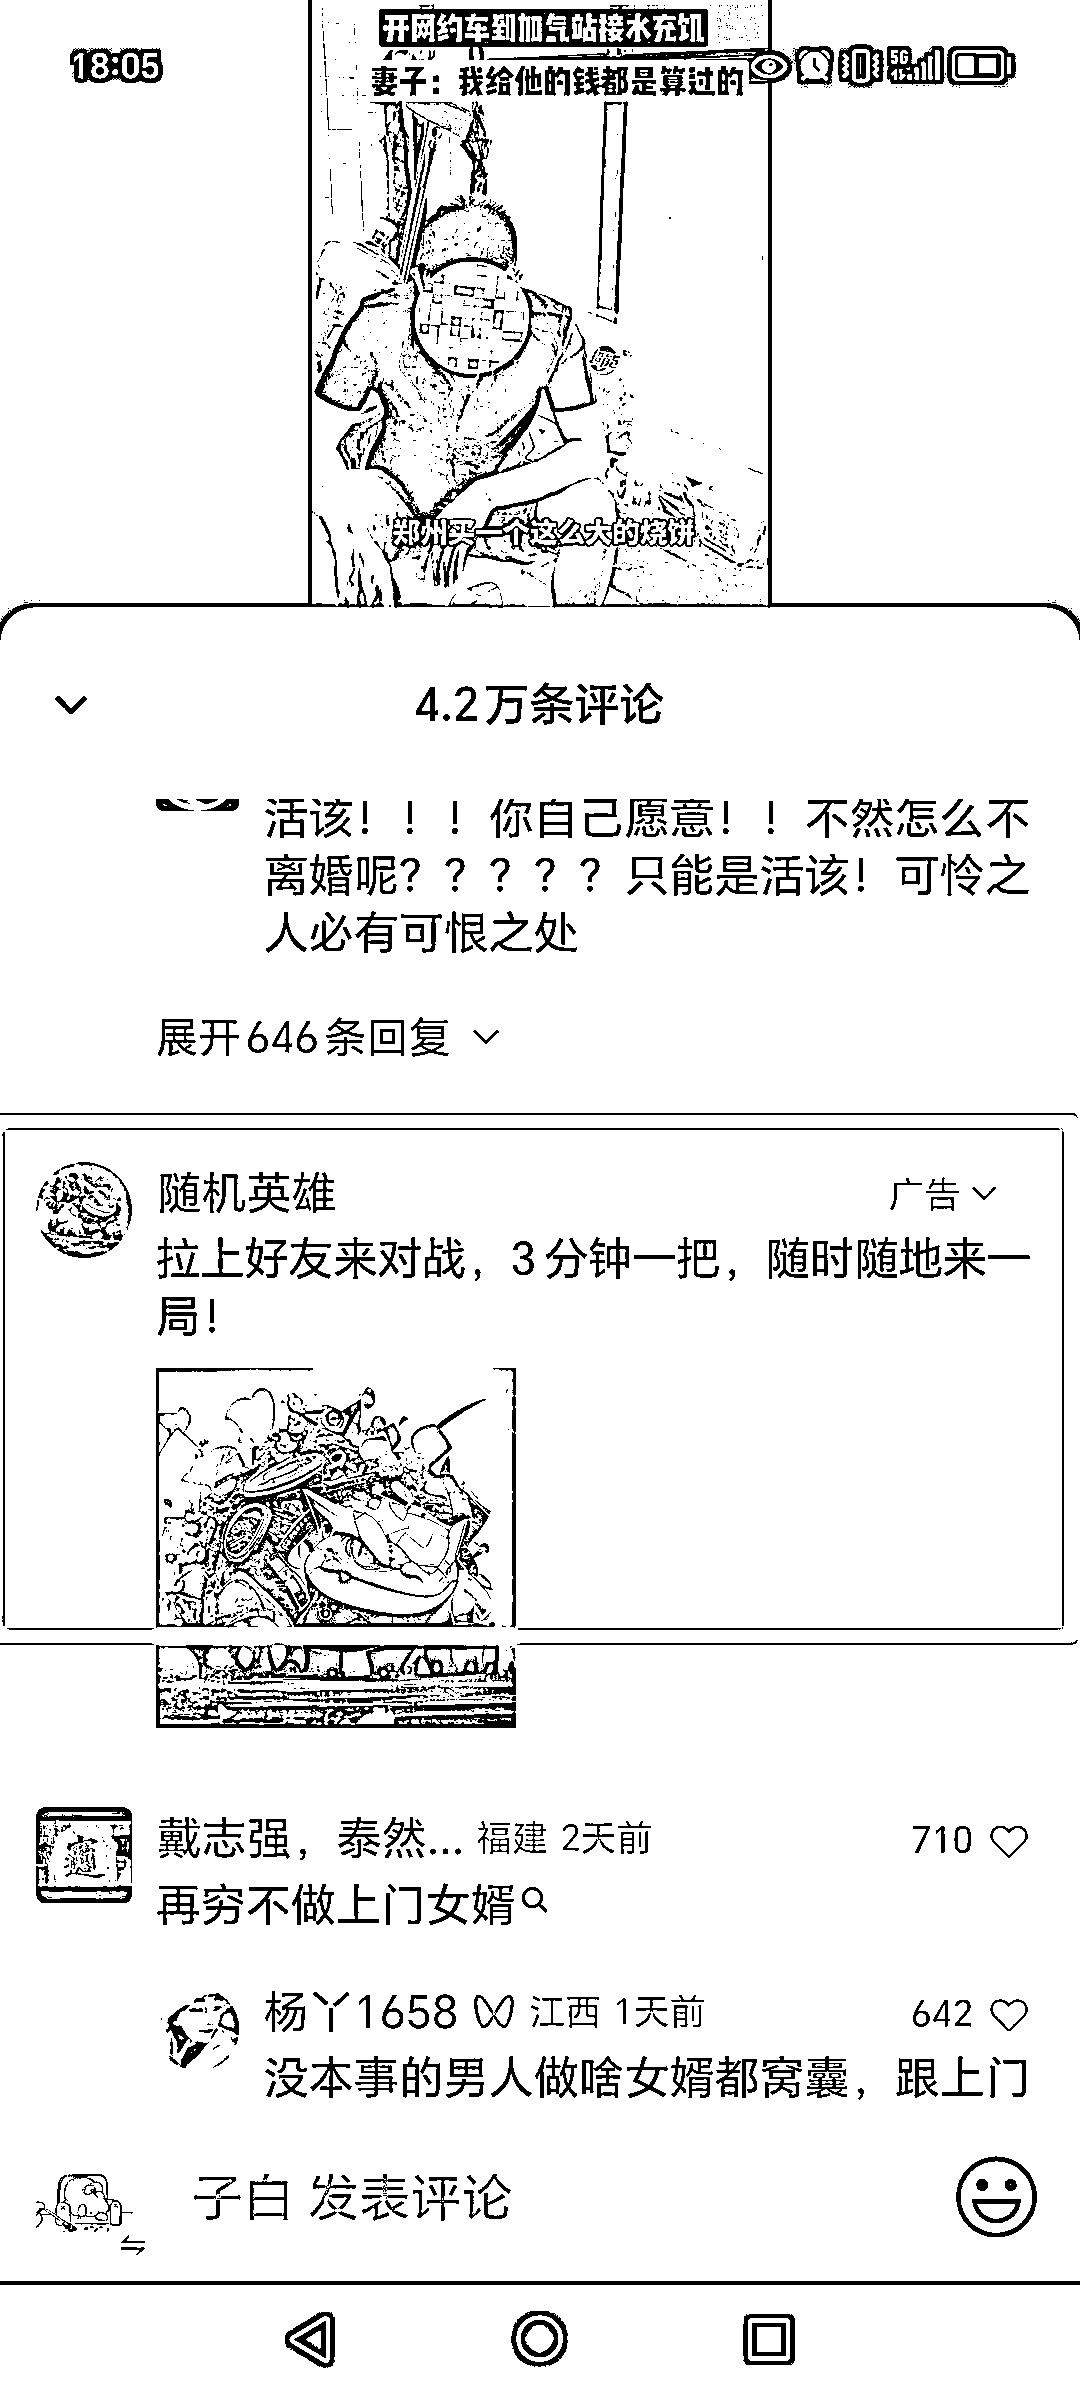 开网约车到加气站接水充饥
18:05
5G
妻子：我给他的钱都是算过的
郑州买一个这么大的烧饼
4.2万条评论
活该！！！你自己愿意！！不然怎么不
离婚呢？？？？？只能是活该！可怜之
人必有可恨之处
展开646条回复
随机英雄
广告
拉上好友来对战，3分钟一把，随时随地来一
局！
戴志强，泰然... 福建 2天前
710
再穷不做上门女婿
杨丫1658 江西 1天前
642
没本事的男人做啥女婿都窝囊，跟上门
子白 发表评论